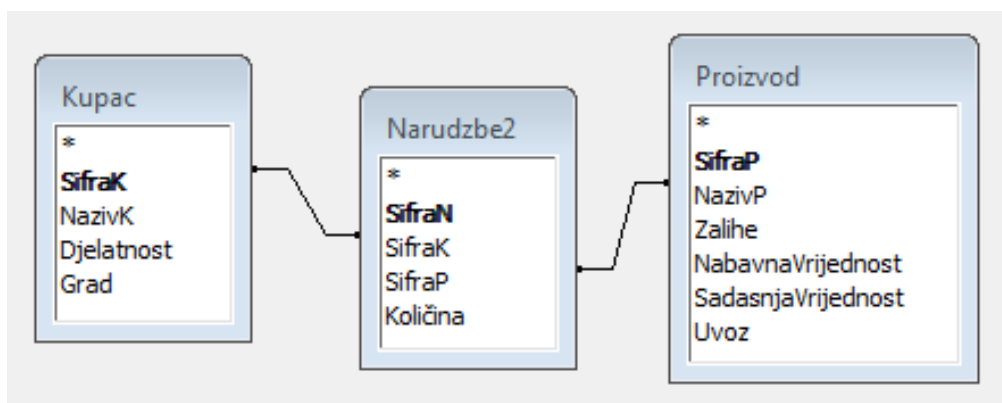 Kupac
*
SifraK
NazivK
Djelatnost
Grad
Narudzbe2
*
SifraN
SifraK
SifraP
Količina
Proizvod
*
SifraP
NazivP
Zalihe
NabavnaVrijednost
SadasnjaVrijednost
Uvoz